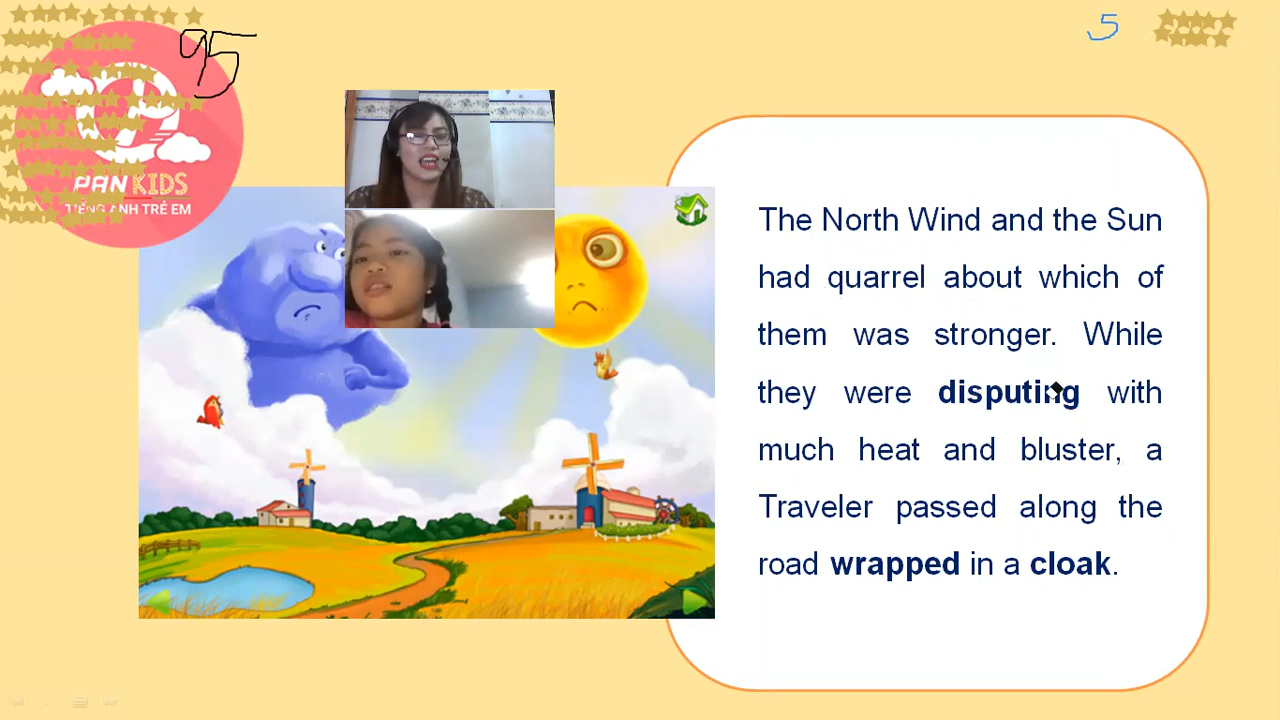 95
5
PAN KIDS
TIẾNG ANH TRẺ EM
The North Wind and the Sun
had quarrel about which of
them was stronger. While
they were disputing with
much heat and bluster, a
Traveler passed along the
road wrapped in a cloak.